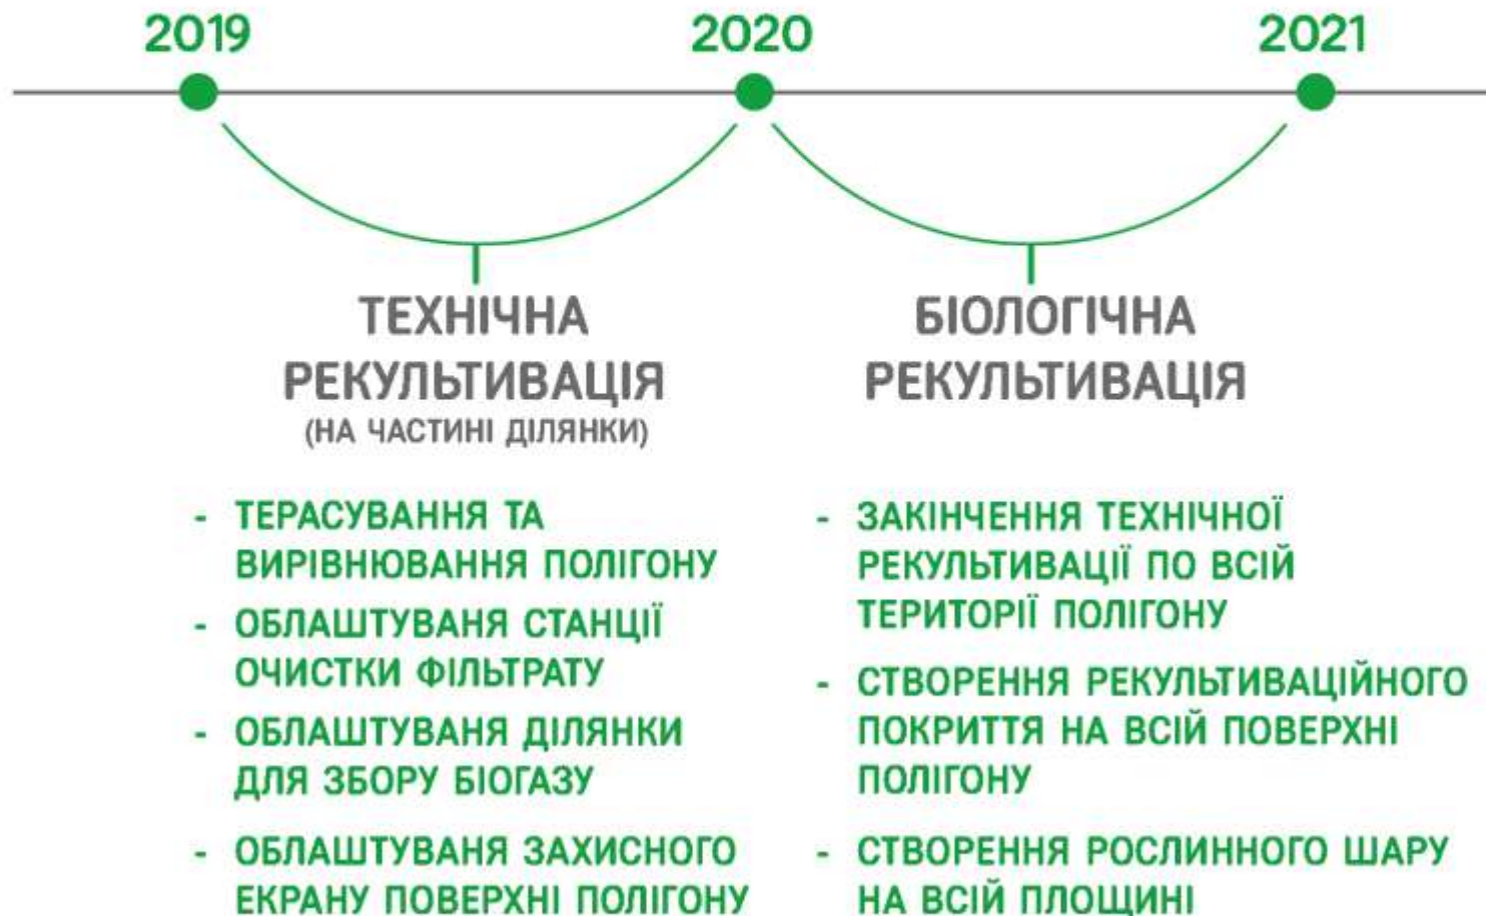 2019
2020
2021
ТЕХНІЧНА
РЕКУЛЬТИВАЦІЯ
(НА ЧАСТИНІ ДІЛЯНКИ)
- ТЕРАСУВАННЯ ТА
ВИРІВНЮВАННЯ ПОЛІГОНУ
- ОБЛАШТУВАНЯ СТАНЦІЇ
ОЧИСТКИ ФІЛЬТРАТУ
- ОБЛАШТУВАНЯ ДІЛЯНКИ
ДЛЯ ЗБОРУ БІОГАЗУ
- ОБЛАШТУВАНЯ ЗАХИСНОГО
ЕКРАНУ ПОВЕРХНІ ПОЛІГОНУ
БІОЛОГІЧНА
РЕКУЛЬТИВАЦІЯ
- ЗАКІНЧЕННЯ ТЕХНІЧНОЇ
РЕКУЛЬТИВАЦІЇ ПО ВСІЙ
ТЕРИТОРІЇ ПОЛІГОНУ
- СТВОРЕННЯ РЕКУЛЬТИВАЦІЙНОГО
ПОКРИТТЯ НА ВСІЙ ПОВЕРХНІ
ПОЛІГОНУ
- СТВОРЕННЯ РОСЛИННОГО ШАРУ
НА ВСІЙ ПЛОЩИНІ